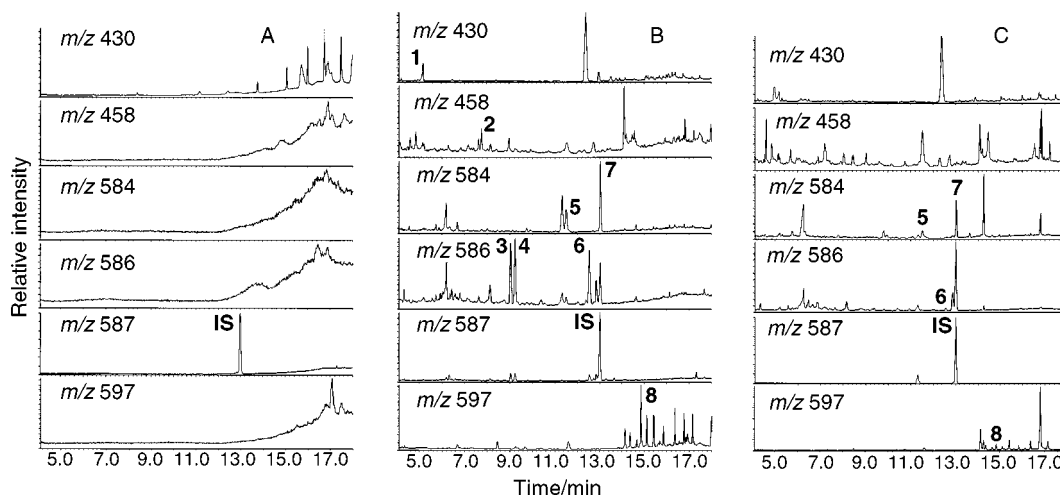 Relative intensity
A
m/z 430
m/z 458
m/z 584
m/z 586
m/z 587
IS
m/z 597
5.0 7.0 9.0 11.0 13.0 15.0 17.0
B
m/z 430
1
m/z 458
2
m/z 584
5
7
m/z 586
3 4
6
m/z 587
IS
m/z 597
8
5.0 7.0 9.0 11.0 13.0 15.0 17.0
C
m/z 430
m/z 458
m/z 584
5
7
m/z 586
6
m/z 587
IS
m/z 597
8
5.0 7.0 9.0 11.0 13.0 15.0 17.0
Time/min